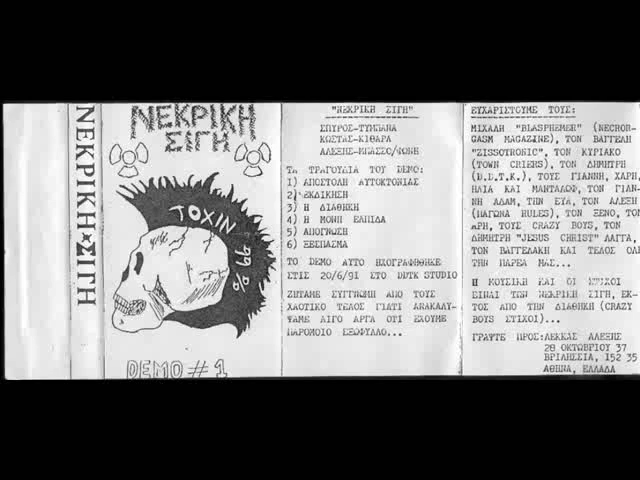 ΝΕΚΡΙΚΗ ΣΙΓΗ
ΝΕΚΡΙΚΗ
ΣΙΓΗ
TOXIN 99%
DEMO #1
"ΝΕΚΡΙΚΗ ΣΙΓΗ"
ΣΠΥΡΟΣ-ΤΥΜΠΑΝΑ
ΚΩΣΤΑΣ-ΚΙΘΑΡΑ
ΑΛΕΞΗΣ-ΜΠΑΣΣΟ/ΦΩΝΗ
ΤΑ ΤΡΑΓΟΥΔΙΑ ΤΟΥ DEMO:
1) ΑΠΟΣΤΟΛΗ ΑΥΤΟΚΤΟΝΙΑΣ
2) ΕΚΔΙΚΗΣΗ
3) Η ΔΙΑΘΗΚΗ
4) Η ΜΟΝΗ ΕΛΠΙΔΑ
5) ΑΠΟΓΝΩΣΗ
6) ΞΕΣΠΑΣΜΑ
ΤΟ DEMO ΑΥΤΟ ΗΧΟΓΡΑΦΗΘΗΚΕ
ΣΤΙΣ 20/6/91 ΣΤΟ DDTK STUDIO
ΖΗΤΑΜΕ ΣΥΓΓΝΩΜΗ ΑΠΟ ΤΟΥΣ
ΧΑΟΤΙΚΟ ΤΕΛΟΣ ΓΙΑΤΙ ΑΝΑΚΑΛΥ-
ΨΑΜΕ ΛΙΓΟ ΑΡΓΑ ΟΤΙ ΕΧΟΥΜΕ
ΠΑΡΟΜΟΙΟ ΕΞΩΦΥΛΛΟ...
ΕΥΧΑΡΙΣΤΟΥΜΕ ΤΟΥΣ:
ΜΙΧΑΛΗ "BLASPHEMER" (NECROR-
GASM MAGAZINE), ΤΟΝ ΒΑΓΓΕΛΗ
"ZISSOTRONIC", ΤΟΝ ΚΥΡΙΑΚΟ
(TOWN CRIERS), ΤΟΝ ΔΗΜΗΤΡΗ
(D.D.T.K.), ΤΟΥΣ ΓΙΑΝΝΗ, ΧΑΡΗ,
ΗΛΙΑ ΚΑΙ ΜΑΝΤΑΛΩΦ, ΤΟΝ ΓΙΑΝ-
ΝΗ ΑΔΑΜ, ΤΗΝ ΕΥΑ, ΤΟΝ ΑΛΕΞΗ
(ΠΑΓΩΝΑ RULES), ΤΟΝ ΞΕΝΟ, ΤΟΝ
ΑΡΗ, ΤΟΥΣ CRAZY BOYS, ΤΟΝ
ΔΗΜΗΤΡΗ "JESUS CHRIST" ΛΑΓΓΑ,
ΤΟΝ ΒΑΓΓΕΛΑΚΗ ΚΑΙ ΤΕΛΟΣ ΟΛΗ
ΤΗΝ ΠΑΡΕΑ ΜΑΣ...
Η ΜΟΥΣΙΚΗ ΚΑΙ ΟΙ ΣΤΙΧΟΙ
ΕΙΝΑΙ ΤΩΝ ΝΕΚΡΙΚΗ ΣΙΓΗ, ΕΚ-
ΤΟΣ ΑΠΟ ΤΗΝ ΔΙΑΘΗΚΗ (CRAZY
BOYS ΣΤΙΧΟΙ)...
ΓΡΑΨΤΕ ΠΡΟΣ: ΛΕΚΚΑΣ ΑΛΕΞΗΣ
28 ΟΚΤΩΒΡΙΟΥ 37
ΒΡΙΛΗΣΣΙΑ, 152 35
ΑΘΗΝΑ, ΕΛΛΑΔΑ